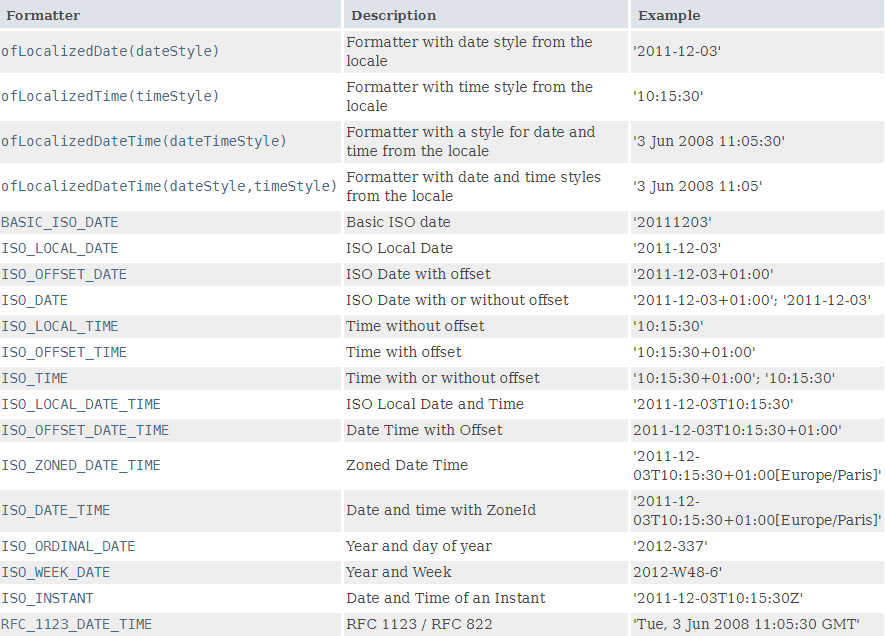 Formatter Description Example
ofLocalizedDate(dateStyle) Formatter with date style from the locale '2011-12-03'
ofLocalizedTime(timeStyle) Formatter with time style from the locale '10:15:30'
ofLocalizedDateTime(dateTimeStyle) Formatter with a style for date and time from the locale '3 Jun 2008 11:05:30'
ofLocalizedDateTime(dateStyle,timeStyle) Formatter with date and time styles from the locale '3 Jun 2008 11:05'
BASIC_ISO_DATE Basic ISO date '20111203'
ISO_LOCAL_DATE ISO Local Date '2011-12-03'
ISO_OFFSET_DATE ISO Date with offset '2011-12-03+01:00'
ISO_DATE ISO Date with or without offset '2011-12-03+01:00'; '2011-12-03'
ISO_LOCAL_TIME Time without offset '10:15:30'
ISO_OFFSET_TIME Time with offset '10:15:30+01:00'
ISO_TIME Time with or without offset '10:15:30+01:00'; '10:15:30'
ISO_LOCAL_DATE_TIME ISO Local Date and Time '2011-12-03T10:15:30'
ISO_OFFSET_DATE_TIME Date Time with Offset 2011-12-03T10:15:30+01:00'
ISO_ZONED_DATE_TIME Zoned Date Time '2011-12-03T10:15:30+01:00[Europe/Paris]'
ISO_DATE_TIME Date and time with ZoneId '2011-12-03T10:15:30+01:00[Europe/Paris]'
ISO_ORDINAL_DATE Year and day of year '2012-337'
ISO_WEEK_DATE Year and Week 2012-W48-6'
ISO_INSTANT Date and Time of an Instant '2011-12-03T10:15:30Z'
RFC_1123_DATE_TIME RFC 1123 / RFC 822 'Tue, 3 Jun 2008 11:05:30 GMT'